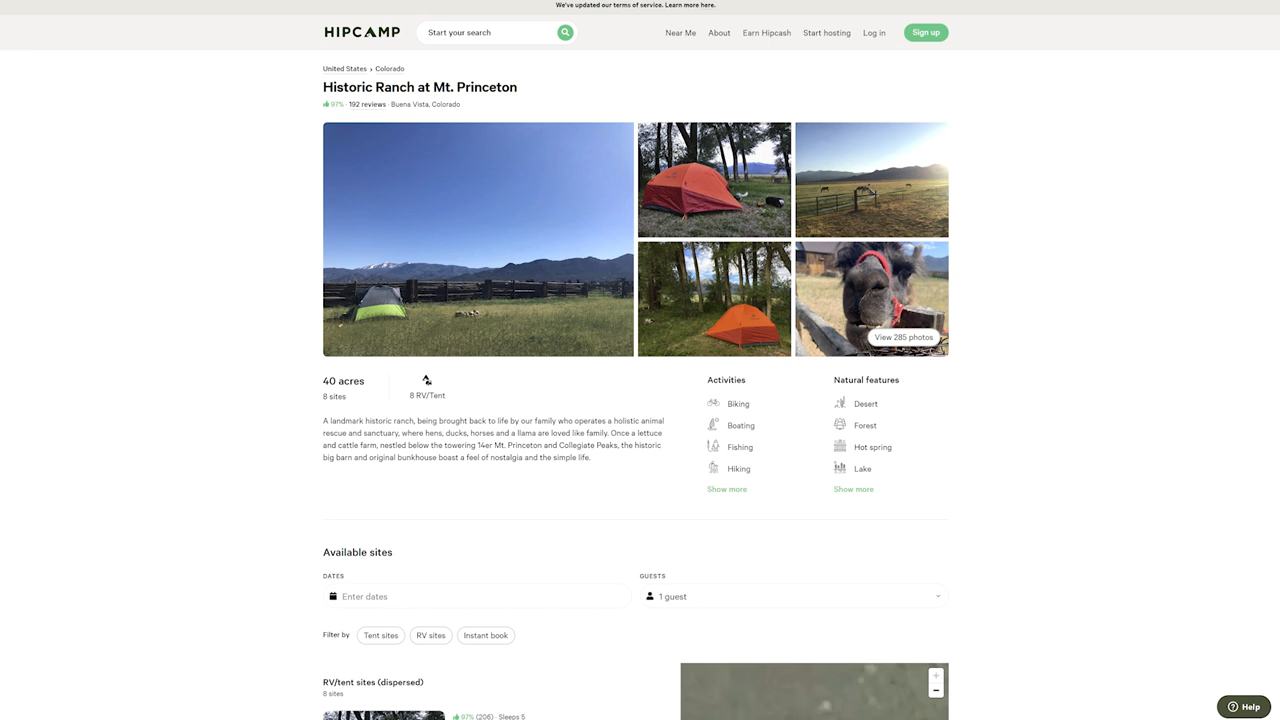 We've updated our terms of service. Learn more here.
HIPCAMP
Start your search
Near Me
About
Earn Hipcash
Start hosting
Log in
Sign up
United States › Colorado
Historic Ranch at Mt. Princeton
97% · 192 reviews · Buena Vista, Colorado
View 285 photos
40 acres
8 sites
8 RV/Tent
A landmark historic ranch, being brought back to life by our family who operates a holistic animal
rescue and sanctuary, where hens, ducks, horses and a llama are loved like family. Once a lettuce
and cattle farm, nestled below the towering 14er Mt. Princeton and Collegiate Peaks, the historic
big barn and original bunkhouse boast a feel of nostalgia and the simple life.
Activities
Biking
Boating
Fishing
Hiking
Show more
Natural features
Desert
Forest
Hot spring
Lake
Show more
Available sites
DATES
Enter dates
GUESTS
1 guest
Filter by
Tent sites
RV sites
Instant book
RV/tent sites (dispersed)
8 sites
97% (206) · Sleeps 5
+
−
Help